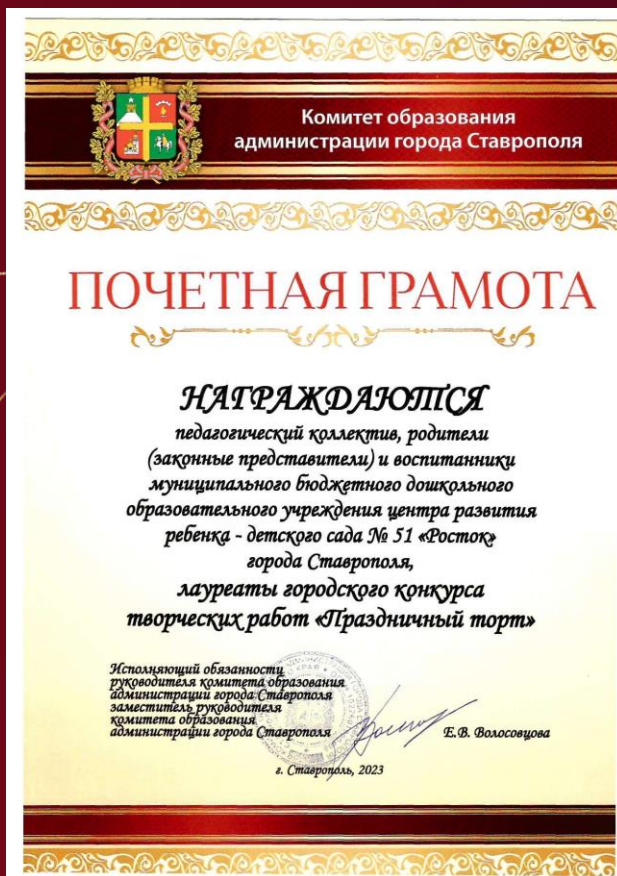 Комитет образования
администрации города Ставрополя
ПОЧЕТНАЯ ГРАМОТА
НАГРАЖДАЮТСЯ
педагогический коллектив, родители
(законные представители) и воспитанники
муниципального бюджетного дошкольного
образовательного учреждения центра развития
ребенка - детского сада № 51 «Росток»
города Ставрополя,
лауреаты городского конкурса
творческих работ «Праздничный торт»
Исполняющий обязанности
руководителя комитета образования
администрации города Ставрополя
заместитель руководителя
комитета образования
администрации города Ставрополя
Е.В. Волосовцова
г. Ставрополь, 2023